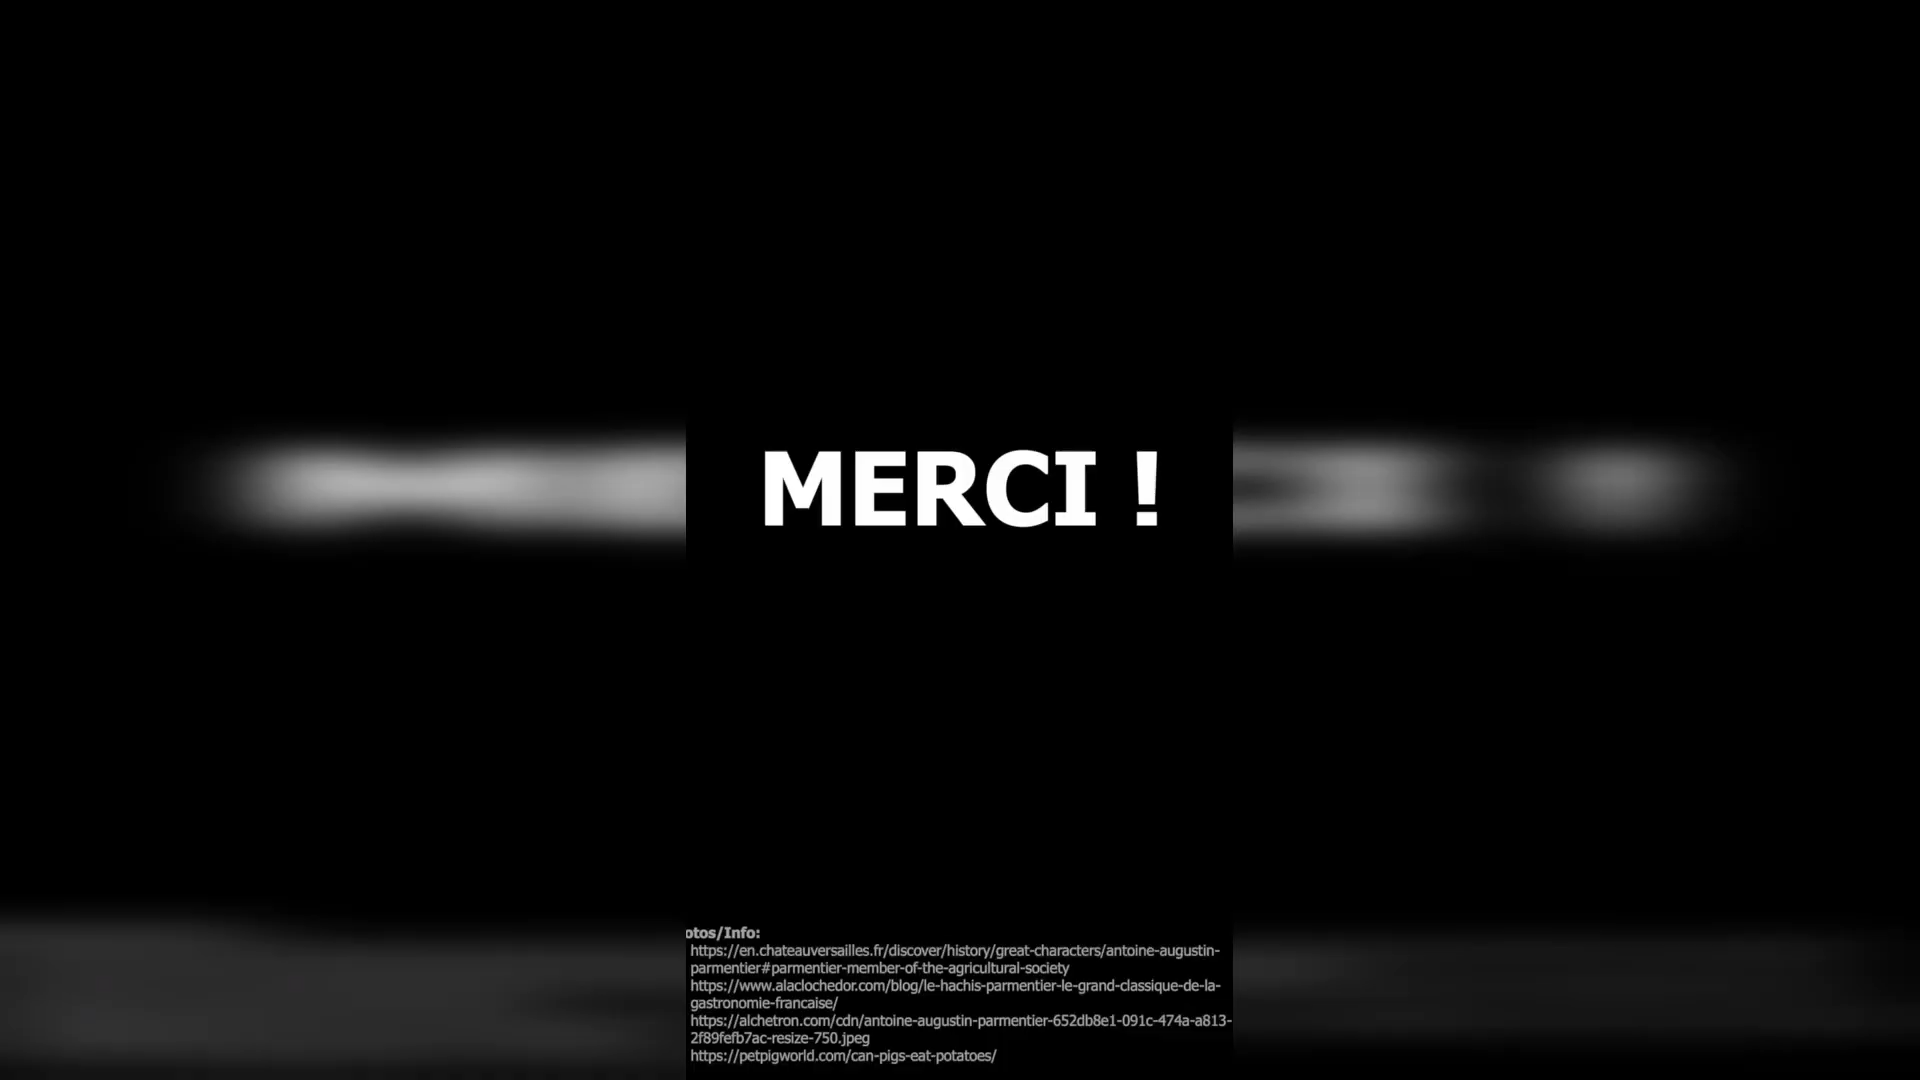 MERCI !
otos/Info:
https://en.chateauversailles.fr/discover/history/great-characters/antoine-augustin-
parmentier#parmentier-member-of-the-agricultural-society
https://www.alaclochedor.com/blog/le-hachis-parmentier-le-grand-classique-de-la-
gastronomie-francaise/
https://alchetron.com/cdn/antoine-augustin-parmentier-652db8e1-091c-474a-a813-
2f89fefb7ac-resize-750.jpeg
https://petpigworld.com/can-pigs-eat-potatoes/